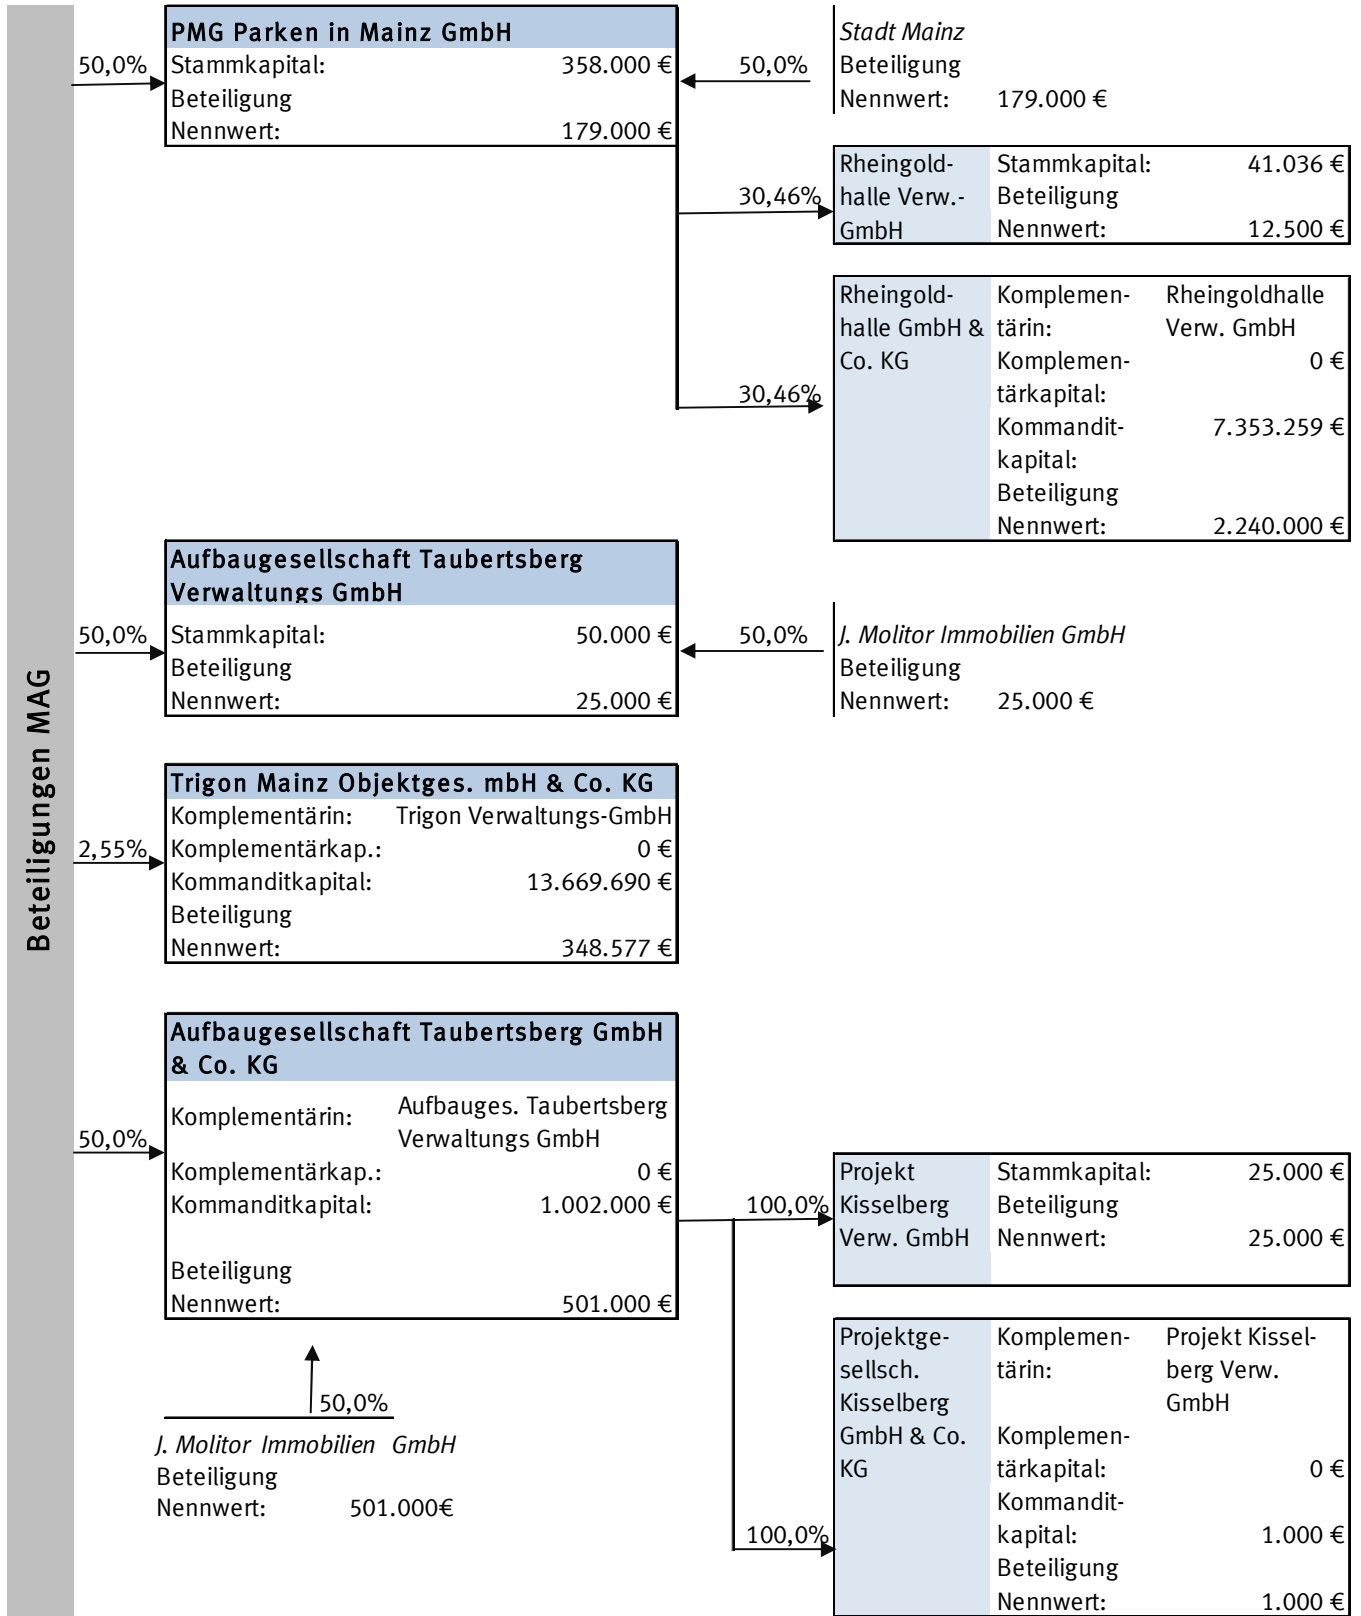 Beteiligungen MAG
PMG Parken in Mainz GmbH
50,0%
Stammkapital: 358.000 €
Beteiligung
Nennwert: 179.000 €
50,0%
Stadt Mainz
Beteiligung
Nennwert: 179.000 €
30,46%
Rheingold-
halle Verw.-
GmbH
Stammkapital: 41.036 €
Beteiligung
Nennwert: 12.500 €
30,46%
Rheingold-
halle GmbH &
Co. KG
Komplemen- Rheingoldhalle
tärin: Verw. GmbH
Komplemen- 0 €
tärkapital:
Kommandit- 7.353.259 €
kapital:
Beteiligung
Nennwert: 2.240.000 €
Aufbaugesellschaft Taubertsberg
Verwaltungs GmbH
50,0%
Stammkapital: 50.000 €
Beteiligung
Nennwert: 25.000 €
50,0%
J. Molitor Immobilien GmbH
Beteiligung
Nennwert: 25.000 €
Trigon Mainz Objektges. mbH & Co. KG
Komplementärin: Trigon Verwaltungs-GmbH
2,55%
Komplementärkap.: 0 €
Kommanditkapital: 13.669.690 €
Beteiligung
Nennwert: 348.577 €
Aufbaugesellschaft Taubertsberg GmbH
& Co. KG
50,0%
Komplementärin: Aufbauges. Taubertsberg
Verwaltungs GmbH
Komplementärkap.: 0 €
Kommanditkapital: 1.002.000 €
Beteiligung
Nennwert: 501.000 €
50,0%
J. Molitor Immobilien GmbH
Beteiligung
Nennwert: 501.000€
100,0%
Projekt
Kisselberg
Verw. GmbH
Stammkapital: 25.000 €
Beteiligung
Nennwert: 25.000 €
100,0%
Projektge-
sellsch.
Kisselberg
GmbH & Co.
KG
Komplemen- Projekt Kissel-
tärin: berg Verw.
GmbH
Komplemen-
tärkapital: 0 €
Kommandit-
kapital: 1.000 €
Beteiligung
Nennwert: 1.000 €